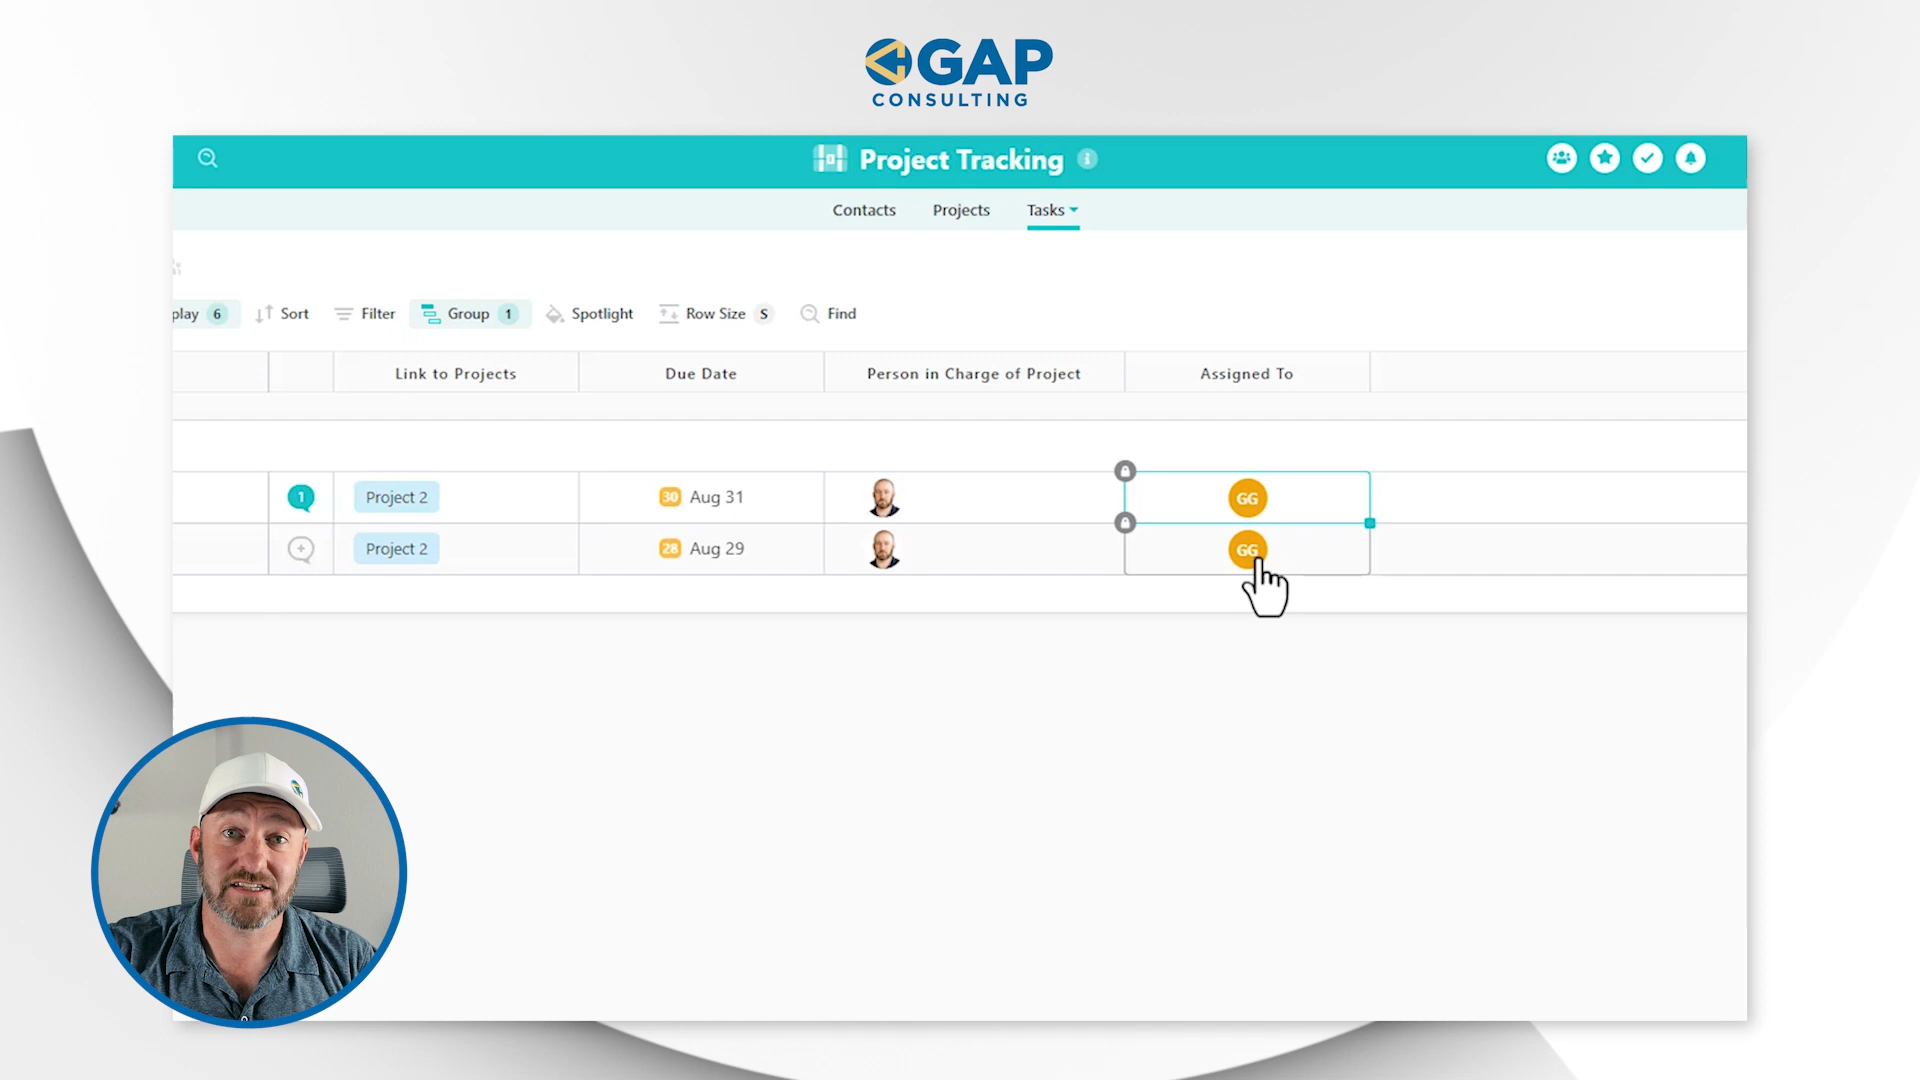 GAP
CONSULTING
Project Tracking
Contacts Projects Tasks
play 6 Sort Filter Group 1 Spotlight Row Size S Find
Link to Projects Due Date Person in Charge of Project Assigned To
1 Project 2 30 Aug 31 GG
Project 2 28 Aug 29 GG